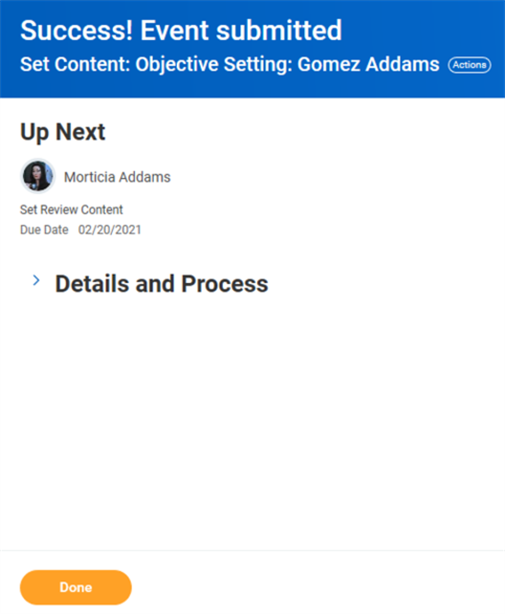 Success! Event submitted
Set Content: Objective Setting: Gomez Addams Actions
Up Next
Morticia Addams
Set Review Content
Due Date 02/20/2021
Details and Process
Done